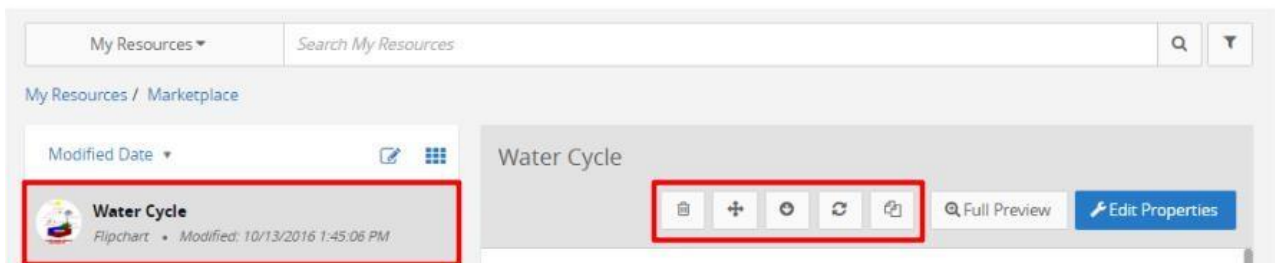 My Resources
Search My Resources
My Resources / Marketplace
Modified Date
Water Cycle
Full Preview
Edit Properties
Water Cycle
Flipchart • Modified: 10/13/2016 1:45:06 PM